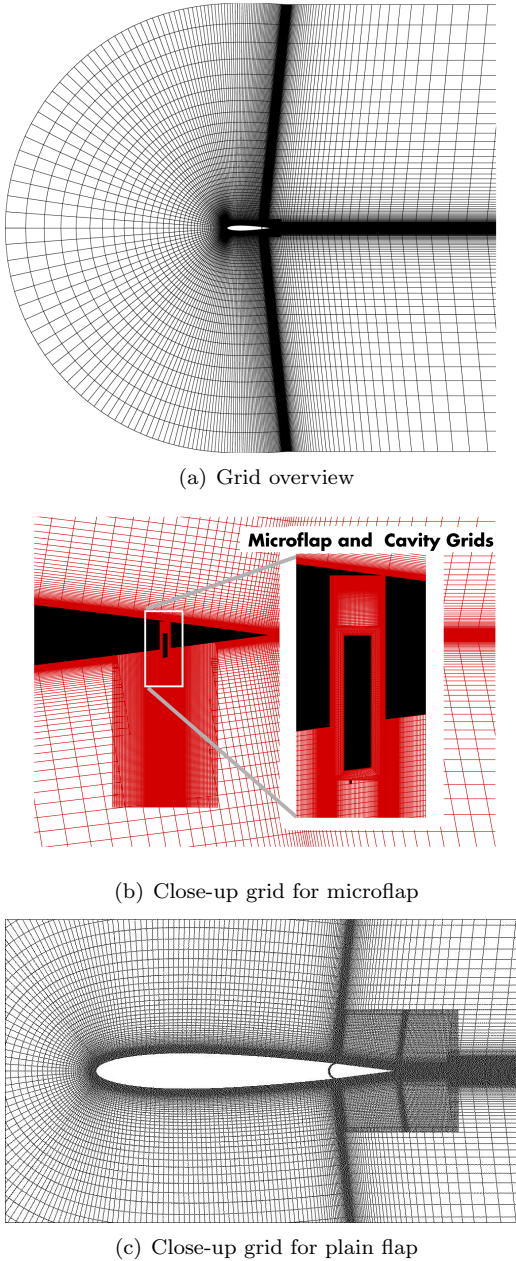 (a) Grid overview
Microflap and Cavity Grids
(b) Close-up grid for microflap
(c) Close-up grid for plain flap